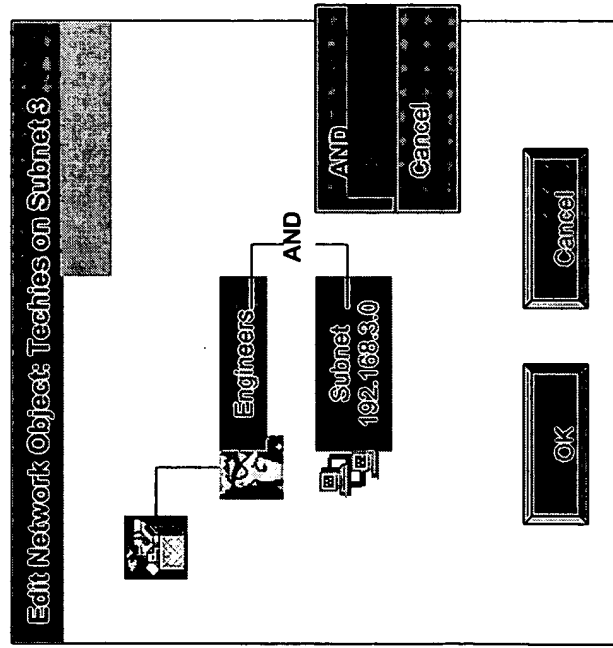 Edit Network Object: Techies on Subnet 3
Engineers
AND
Subnet
192.168.3.0
AND
Cancel
OK
Cancel